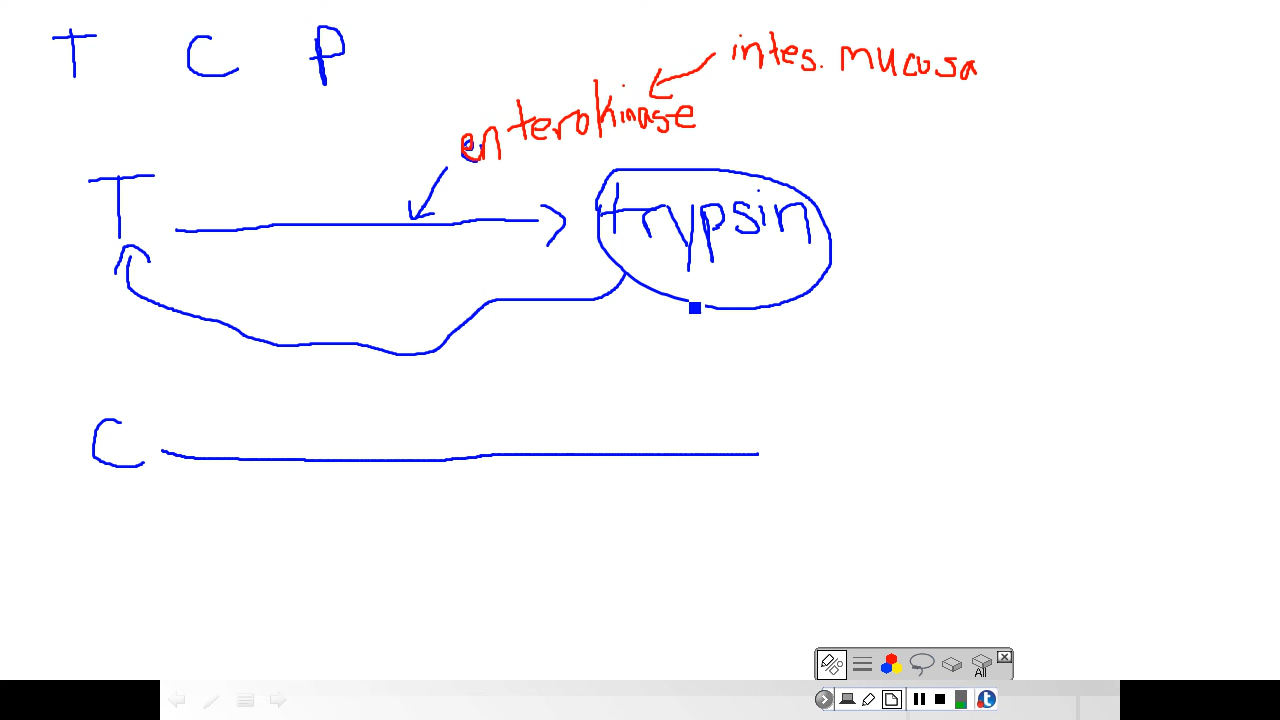 T C P
intes. mucosa
enterokinase
T trypsin
C
All